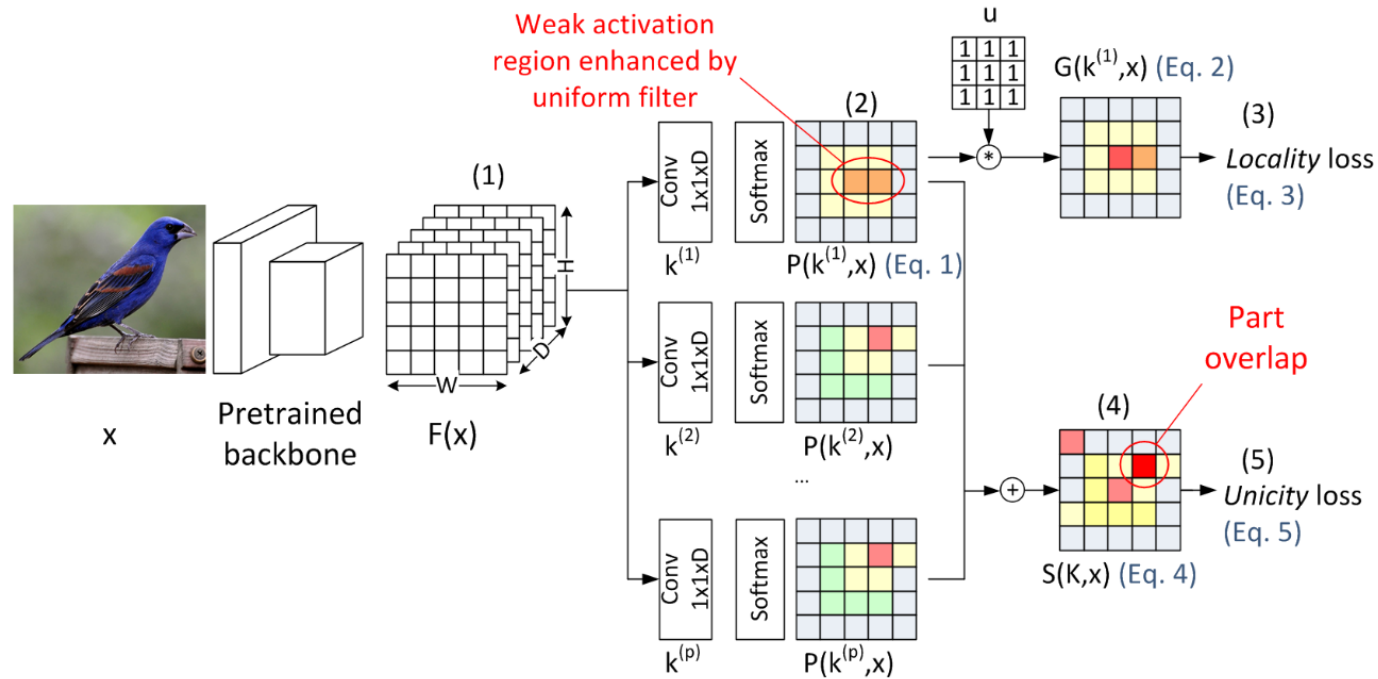 Weak activation
region enhanced by
uniform filter
u
1 1 1
1 1 1
1 1 1
G(k(1),x) (Eq. 2)
(1)
(2)
(3)
Conv
1x1xD
Softmax
*
Locality loss
(Eq. 3)
k(1)
P(k(1),x) (Eq. 1)
H
D
W
x
Pretrained
backbone
F(x)
Conv
1x1xD
Softmax
k(2)
P(k(2),x)
...
Part
overlap
(4)
(5)
+
Unicity loss
(Eq. 5)
S(K,x) (Eq. 4)
Conv
1x1xD
Softmax
k(p)
P(k(p),x)